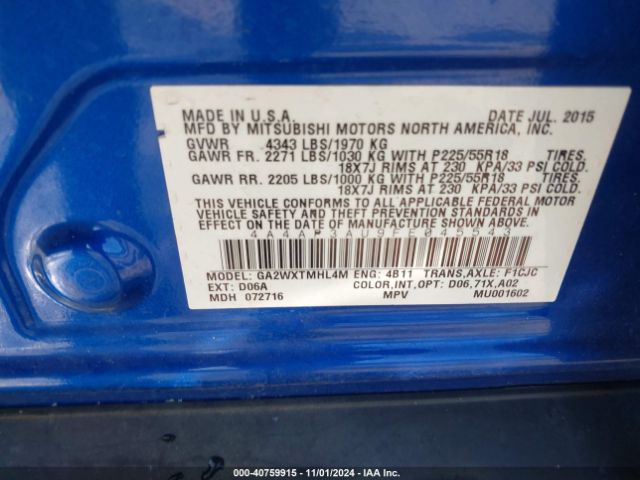 MADE IN U.S.A. DATE JUL. 2015
MFD BY MITSUBISHI MOTORS NORTH AMERICA, INC.
GVWR 4343 LBS/1970 KG
GAWR FR. 2271 LBS/1030 KG WITH P225/55R18 TIRES,
18X7J RIMS AT 230 KPA/33 PSI COLD.
GAWR RR. 2205 LBS/1000 KG WITH P225/55R18 TIRES,
18X7J RIMS AT 230 KPA/33 PSI COLD.
THIS VEHICLE CONFORMS TO ALL APPLICABLE FEDERAL MOTOR
VEHICLE SAFETY AND THEFT PREVENTION STANDARDS IN
EFFECT ON THE DATE OF MANUFACTURE SHOWN ABOVE.
MODEL: GA2WXTMHL4M ENG: 4B11 TRANS,AXLE: F1CJC
EXT: D06A COLOR,INT,OPT: D06,71X,A02
MDH 072716 MPV MU001602
© - 40759915 - 11/01/2024 - IAAI.com